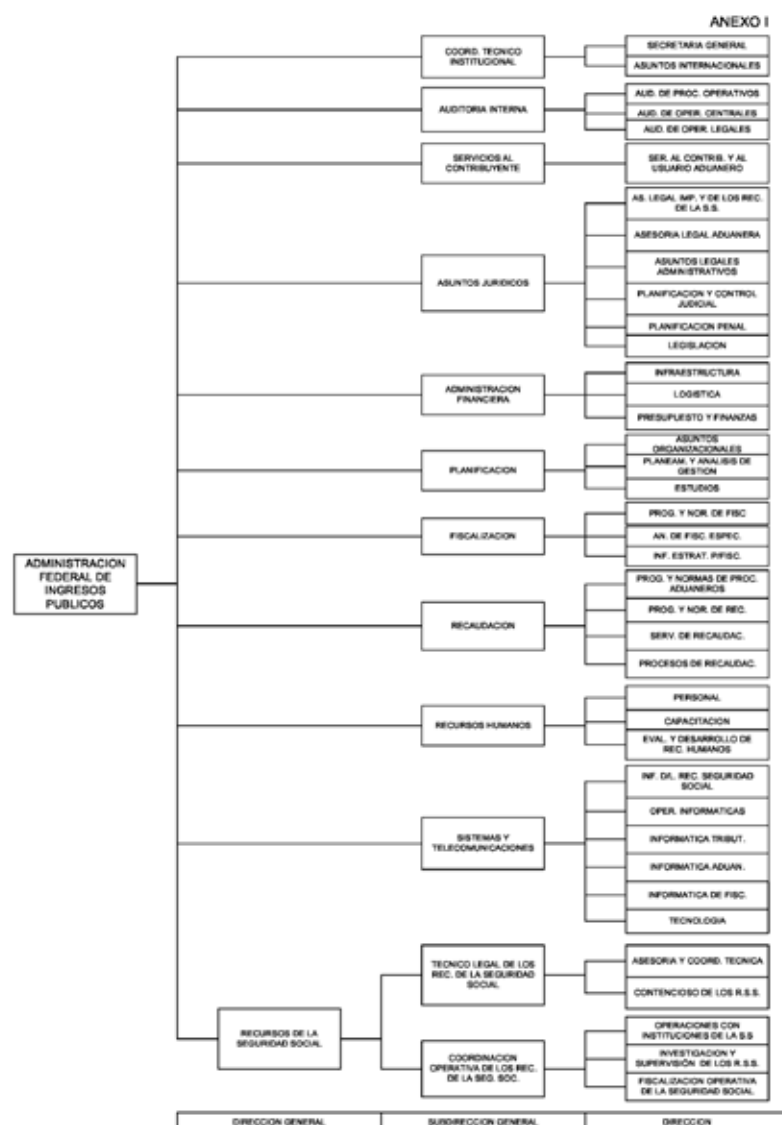 ANEXO I
COORD. TECNICO
INSTITUCIONAL
SECRETARIA GENERAL
ASUNTOS INTERNACIONALES
AUDITORIA INTERNA
AUD. DE PROC. OPERATIVOS
AUD. DE OPER. CENTRALES
AUD. DE OPER. LEGALES
SERVICIOS AL
CONTRIBUYENTE
SER. AL CONTRIB. Y AL
USUARIO ADUANERO
ASUNTOS JURIDICOS
AS. LEGAL IMP. Y DE LOS REC.
DE LA S.S.
ASESORIA LEGAL ADUANERA
ASUNTOS LEGALES
ADMINISTRATIVOS
PLANIFICACION Y CONTROL
JUDICIAL
PLANIFICACION PENAL
LEGISLACION
ADMINISTRACION
FINANCIERA
INFRAESTRUCTURA
LOGISTICA
PRESUPUESTO Y FINANZAS
PLANIFICACION
ASUNTOS
ORGANIZACIONALES
PLANEAM. Y ANALISIS DE
GESTION
ESTUDIOS
FISCALIZACION
PROG. Y NOR. DE FISC
AN. DE FISC. ESPEC.
INF. ESTRAT. P/FISC.
ADMINISTRACION
FEDERAL DE
INGRESOS
PUBLICOS
RECAUDACION
PROG. Y NORMAS DE PROC.
ADUANEROS
PROG. Y NOR. DE REC.
SERV. DE RECAUDAC.
PROCESOS DE RECAUDAC.
RECURSOS HUMANOS
PERSONAL
CAPACITACION
EVAL. Y DESARROLLO DE
REC. HUMANOS
SISTEMAS Y
TELECOMUNICACIONES
INF. D/L. REC. SEGURIDAD
SOCIAL
OPER. INFORMATICAS
INFORMATICA TRIBUT.
INFORMATICA ADUAN.
INFORMATICA DE FISC.
TECNOLOGIA
RECURSOS DE LA
SEGURIDAD SOCIAL
TECNICO LEGAL DE LOS
REC. DE LA SEGURIDAD
SOCIAL
ASESORIA Y COORD. TECNICA
CONTENCIOSO DE LOS R.S.S.
COORDINACION
OPERATIVA DE LOS REC.
DE LA SEG. SOC.
OPERACIONES CON
INSTITUCIONES DE LA S.S
INVESTIGACION Y
SUPERVISIÓN DE LOS R.S.S.
FISCALIZACION OPERATIVA
DE LA SEGURIDAD SOCIAL
DIRECCION GENERAL
SUBDIRECCION GENERAL
DIRECCION